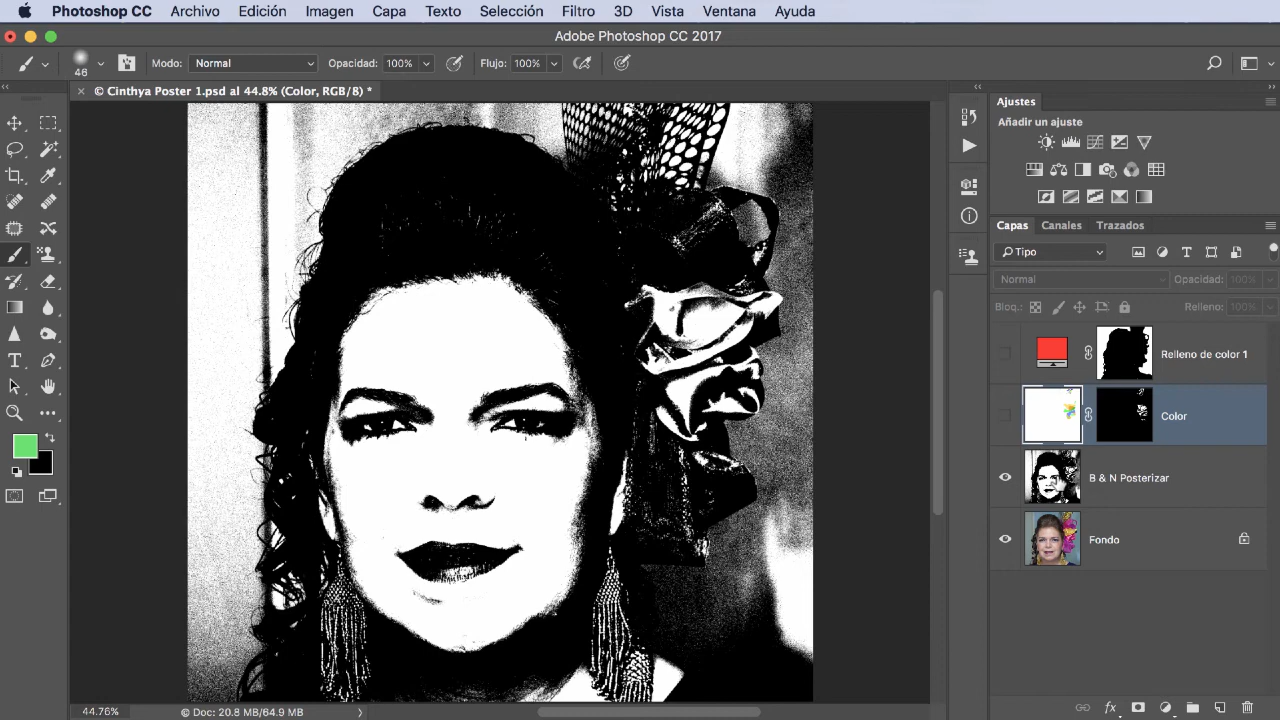 Photoshop CC Archivo Edición Imagen Capa Texto Selección Filtro 3D Vista Ventana Ayuda
Adobe Photoshop CC 2017
46 Modo: Normal Opacidad: 100% Flujo: 100%
© Cinthya Poster 1.psd al 44.8% (Color, RGB/8) *
Ajustes
Añadir un ajuste
Capas Canales Trazados
Tipo
Normal Opacidad: 100%
Bloq.: Relleno: 100%
Relleno de color 1
Color
B & N Posterizar
Fondo
44.76% © Doc: 20.8 MB/64.9 MB